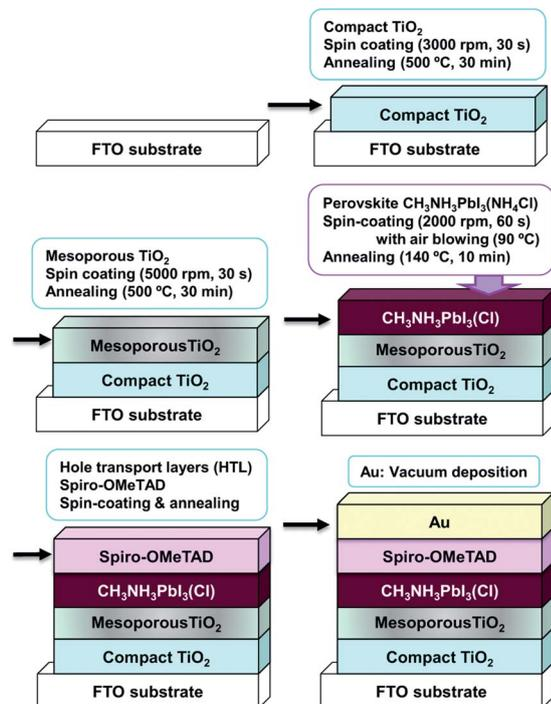 Compact TiO₂
Spin coating (3000 rpm, 30 s)
Annealing (500 ºC, 30 min)
FTO substrate
Compact TiO₂
FTO substrate
Mesoporous TiO₂
Spin coating (5000 rpm, 30 s)
Annealing (500 ºC, 30 min)
MesoporousTiO₂
Compact TiO₂
FTO substrate
Perovskite CH₃NH₃PbI₃(NH₄Cl)
Spin-coating (2000 rpm, 60 s)
with air blowing (90 ºC)
Annealing (140 ºC, 10 min)
CH₃NH₃PbI₃(Cl)
MesoporousTiO₂
Compact TiO₂
FTO substrate
Hole transport layers (HTL)
Spiro-OMeTAD
Spin-coating & annealing
Spiro-OMeTAD
CH₃NH₃PbI₃(Cl)
MesoporousTiO₂
Compact TiO₂
FTO substrate
Au: Vacuum deposition
Au
Spiro-OMeTAD
CH₃NH₃PbI₃(Cl)
MesoporousTiO₂
Compact TiO₂
FTO substrate